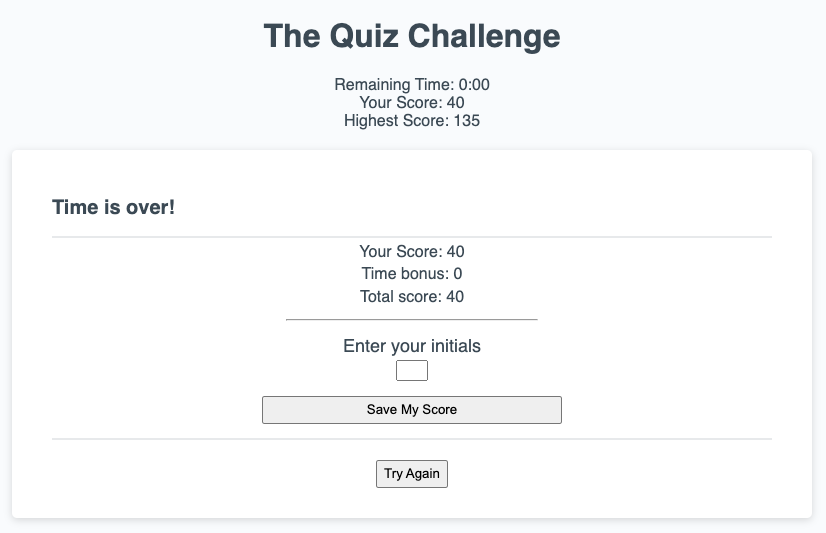 The Quiz Challenge
Remaining Time: 0:00
Your Score: 40
Highest Score: 135
Time is over!
Your Score: 40
Time bonus: 0
Total score: 40
Enter your initials
Save My Score
Try Again